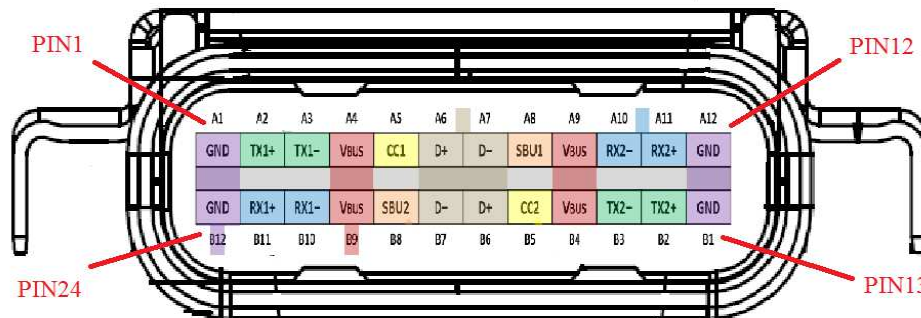 PIN1 PIN12
A1 A2 A3 A4 A5 A6 A7 A8 A9 A10 A11 A12
GND TX1+ TX1− VBUS CC1 D+ D− SBU1 VBUS RX2− RX2+ GND
GND RX1+ RX1− VBUS SBU2 D− D+ CC2 VBUS TX2− TX2+ GND
B12 B11 B10 B9 B8 B7 B6 B5 B4 B3 B2 B1
PIN24 PIN13